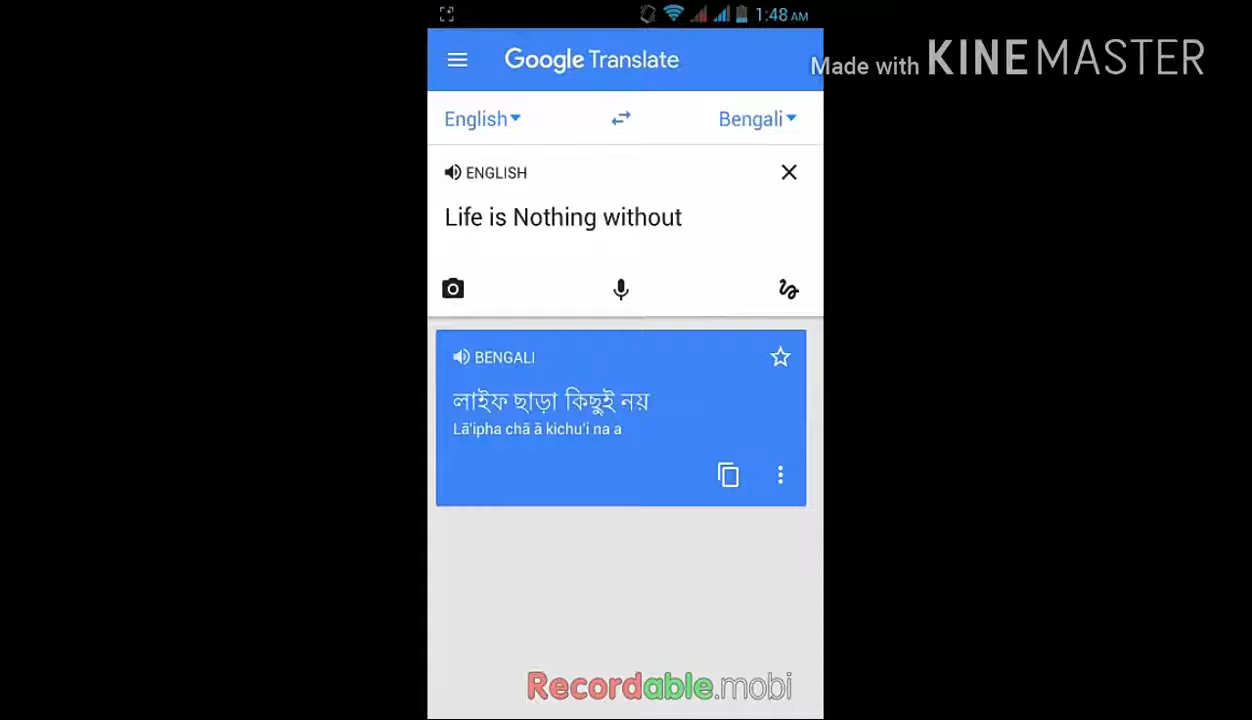 1:48 AM
Google Translate
Made with KINEMASTER
English
Bengali
ENGLISH
Life is Nothing without
BENGALI
লাইফ ছাড়া কিছুই নয়
Lā'ipha chā ā kichu'i na a
Recordable.mobi